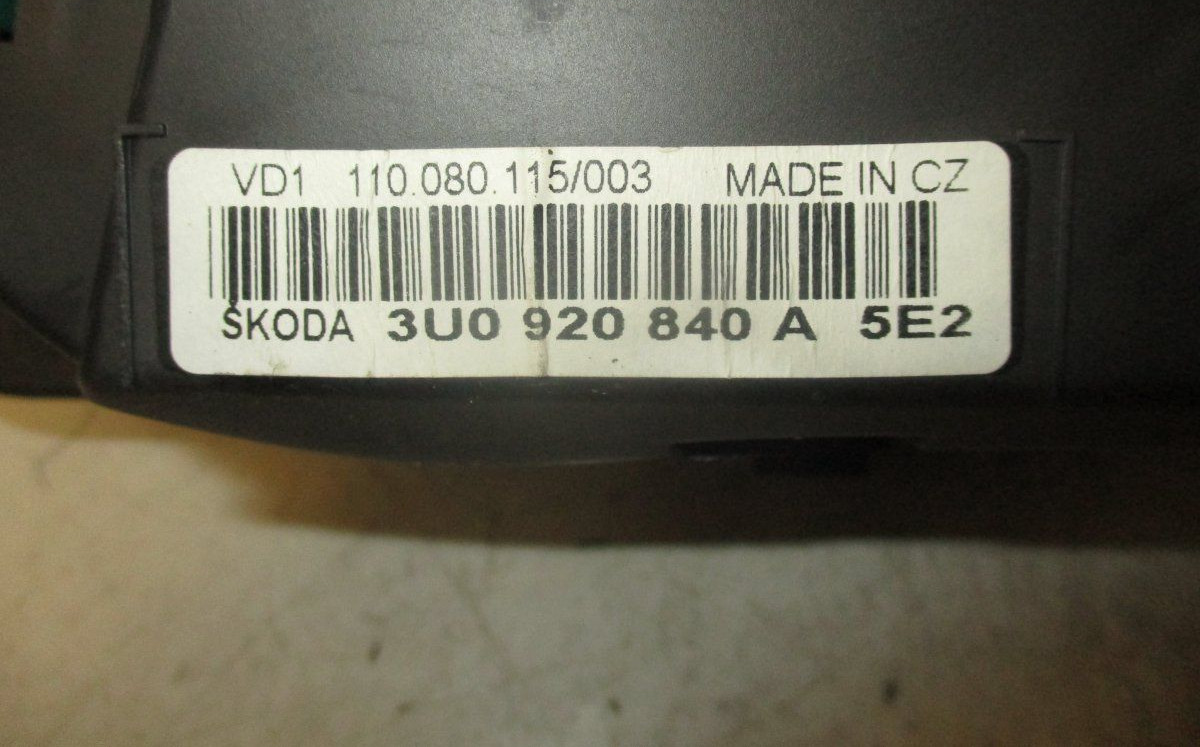 VD1 110.080.115/003 MADE IN CZ
ŠKODA 3U0 920 840 A 5E2